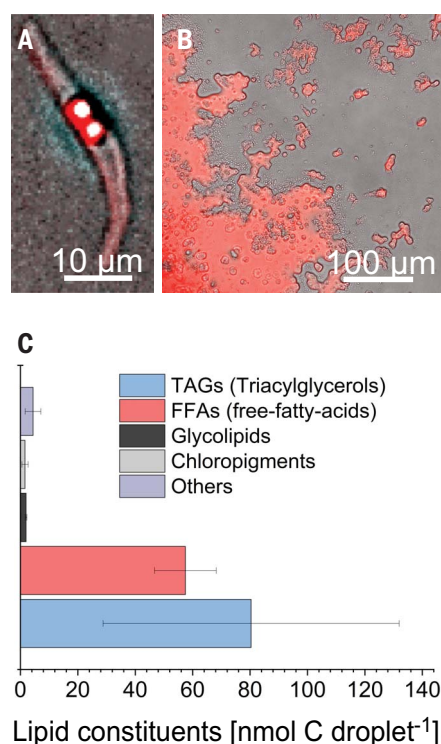 A
10 µm
B
100 µm
C
TAGs (Triacylglycerols)
FFAs (free-fatty-acids)
Glycolipids
Chloropigments
Others
0 20 40 60 80 100 120 140
Lipid constituents [nmol C droplet⁻¹]